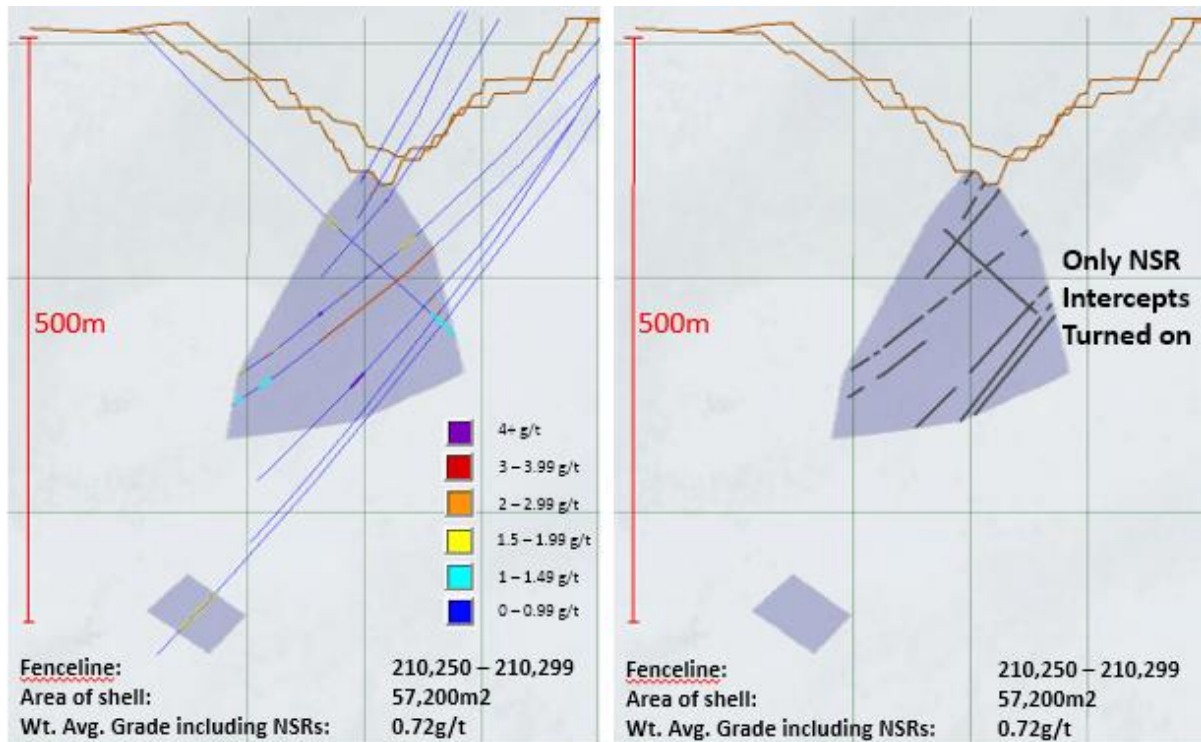 500m
4+ g/t
3 – 3.99 g/t
2 – 2.99 g/t
1.5 – 1.99 g/t
1 – 1.49 g/t
0 – 0.99 g/t
Fenceline: 210,250 – 210,299
Area of shell: 57,200m2
Wt. Avg. Grade including NSRs: 0.72g/t
500m
Only NSR
Intercepts
Turned on
Fenceline: 210,250 – 210,299
Area of shell: 57,200m2
Wt. Avg. Grade including NSRs: 0.72g/t